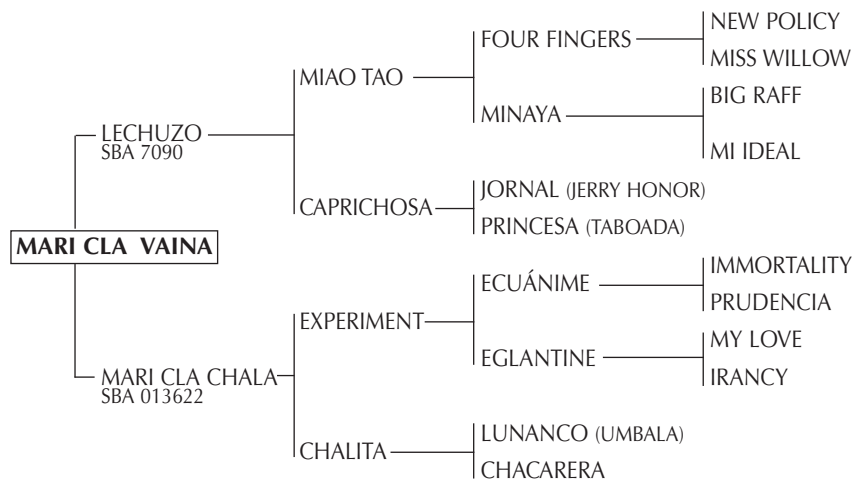 NEW POLICY
FOUR FINGERS
MISS WILLOW
MIAO TAO
BIG RAFF
MINAYA
MI IDEAL
LECHUZO
SBA 7090
JORNAL (JERRY HONOR)
CAPRICHOSA
PRINCESA (TABOADA)
MARI CLA VAINA
IMMORTALITY
ECUÁNIME
PRUDENCIA
EXPERIMENT
MY LOVE
EGLANTINE
IRANCY
MARI CLA CHALA
SBA 013622
LUNANCO (UMBALA)
CHALITA
CHACARERA